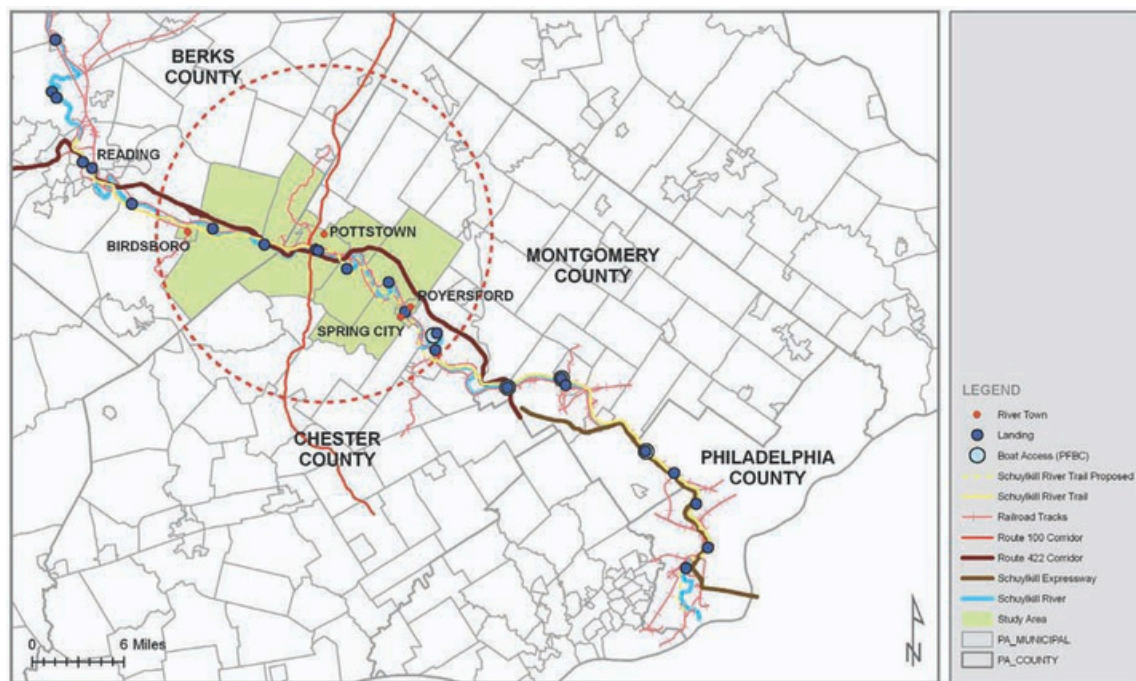 BERKS
COUNTY
READING
BIRDSBORO
POTTSTOWN
MONTGOMERY
COUNTY
ROYERSFORD
SPRING CITY
CHESTER
COUNTY
PHILADELPHIA
COUNTY
0 6 Miles
N
LEGEND
River Town
Landing
Boat Access (PFBC)
Schuylkill River Trail Proposed
Schuylkill River Trail
Railroad Tracks
Route 100 Corridor
Route 422 Corridor
Schuylkill Expressway
Schuylkill River
Study Area
PA_MUNICIPAL
PA_COUNTY